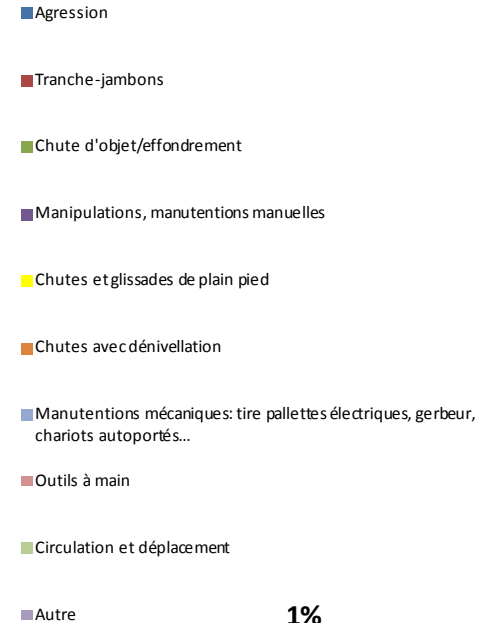 Agression
Tranche-jambons
Chute d'objet/effondrement
Manipulations, manutentions manuelles
Chutes et glissades de plain pied
Chutes avec dénivellation
Manutentions mécaniques: tire pallettes électriques, gerbeur,
chariots autoportés...
Outils à main
Circulation et déplacement
Autre
1%